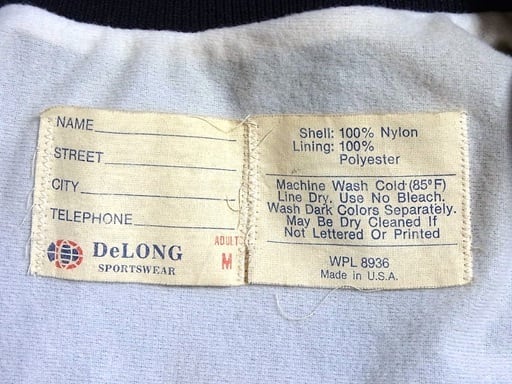 NAME
STREET
CITY
TELEPHONE
DeLONG
SPORTSWEAR
ADULT
M
Shell: 100% Nylon
Lining: 100%
Polyester
Machine Wash Cold (85°F)
Line Dry. Use No Bleach.
Wash Dark Colors Separately.
May Be Dry Cleaned If
Not Lettered Or Printed
WPL 8936
Made in U.S.A.